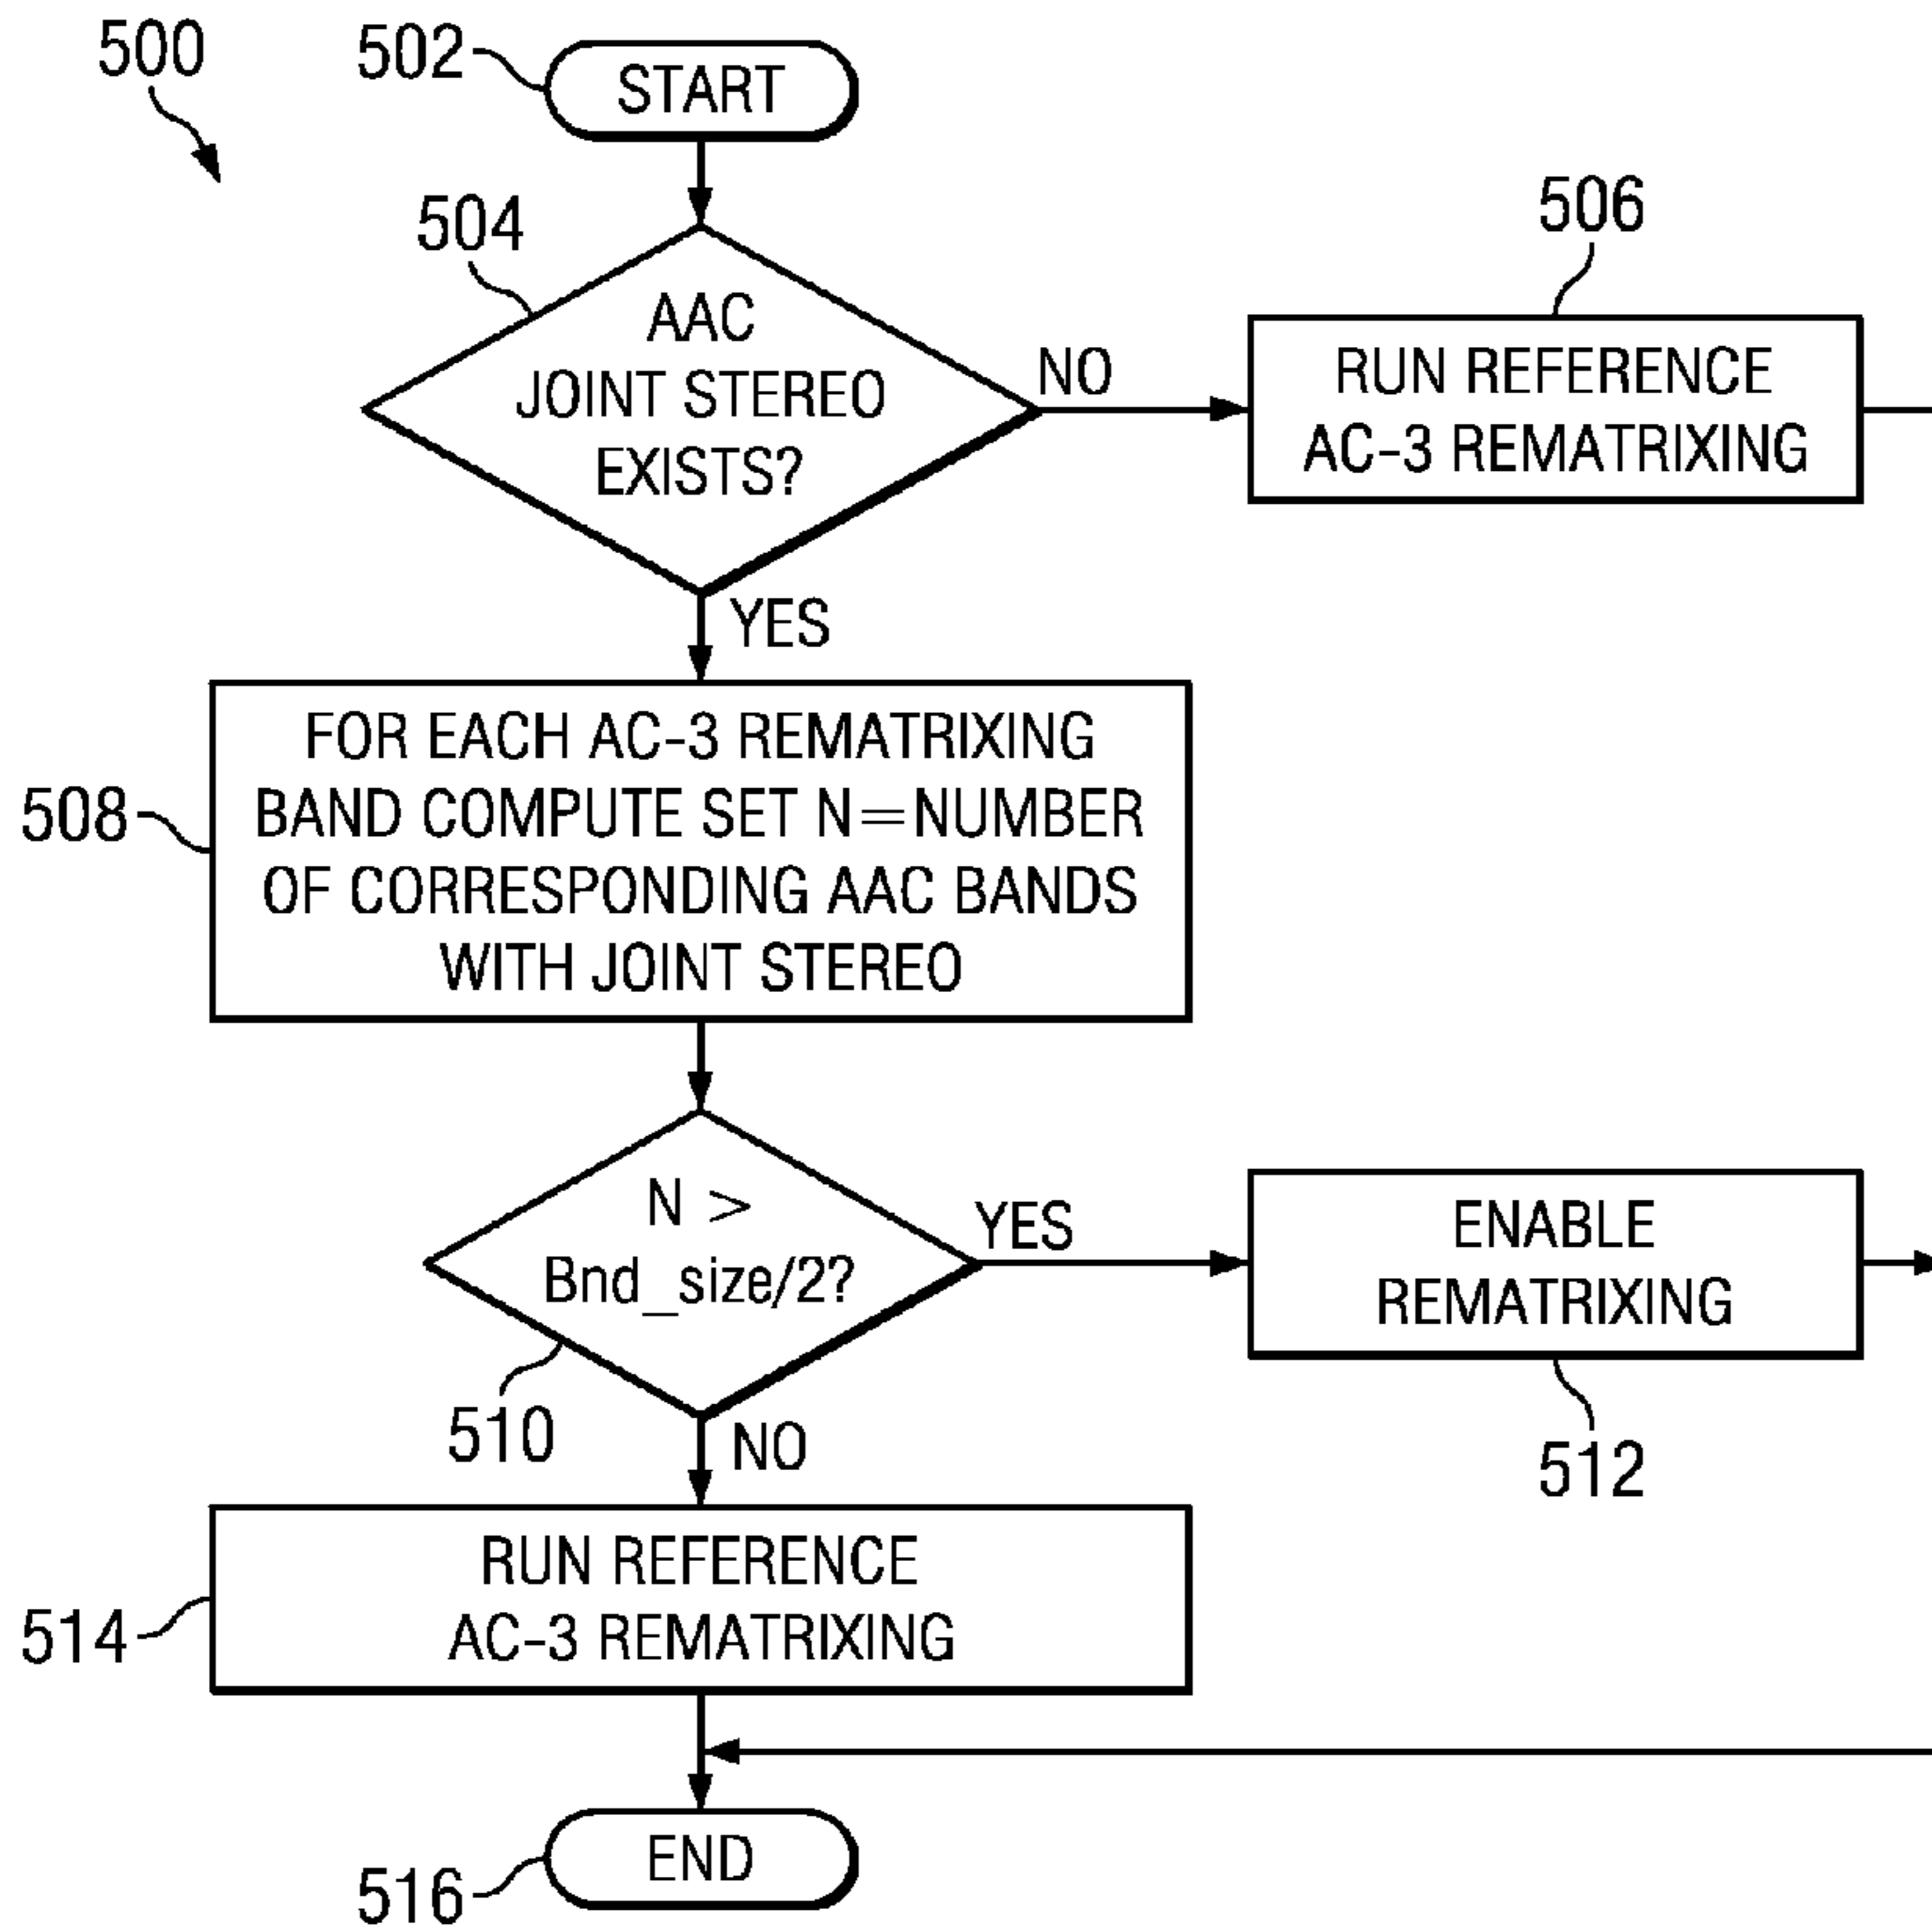 500
502
START
504
AAC
JOINT STEREO
EXISTS?
NO
506
RUN REFERENCE
AC-3 REMATRIXING
YES
508
FOR EACH AC-3 REMATRIXING
BAND COMPUTE SET N=NUMBER
OF CORRESPONDING AAC BANDS
WITH JOINT STEREO
N >
Bnd_size/2?
YES
510
ENABLE
REMATRIXING
512
NO
514
RUN REFERENCE
AC-3 REMATRIXING
516
END